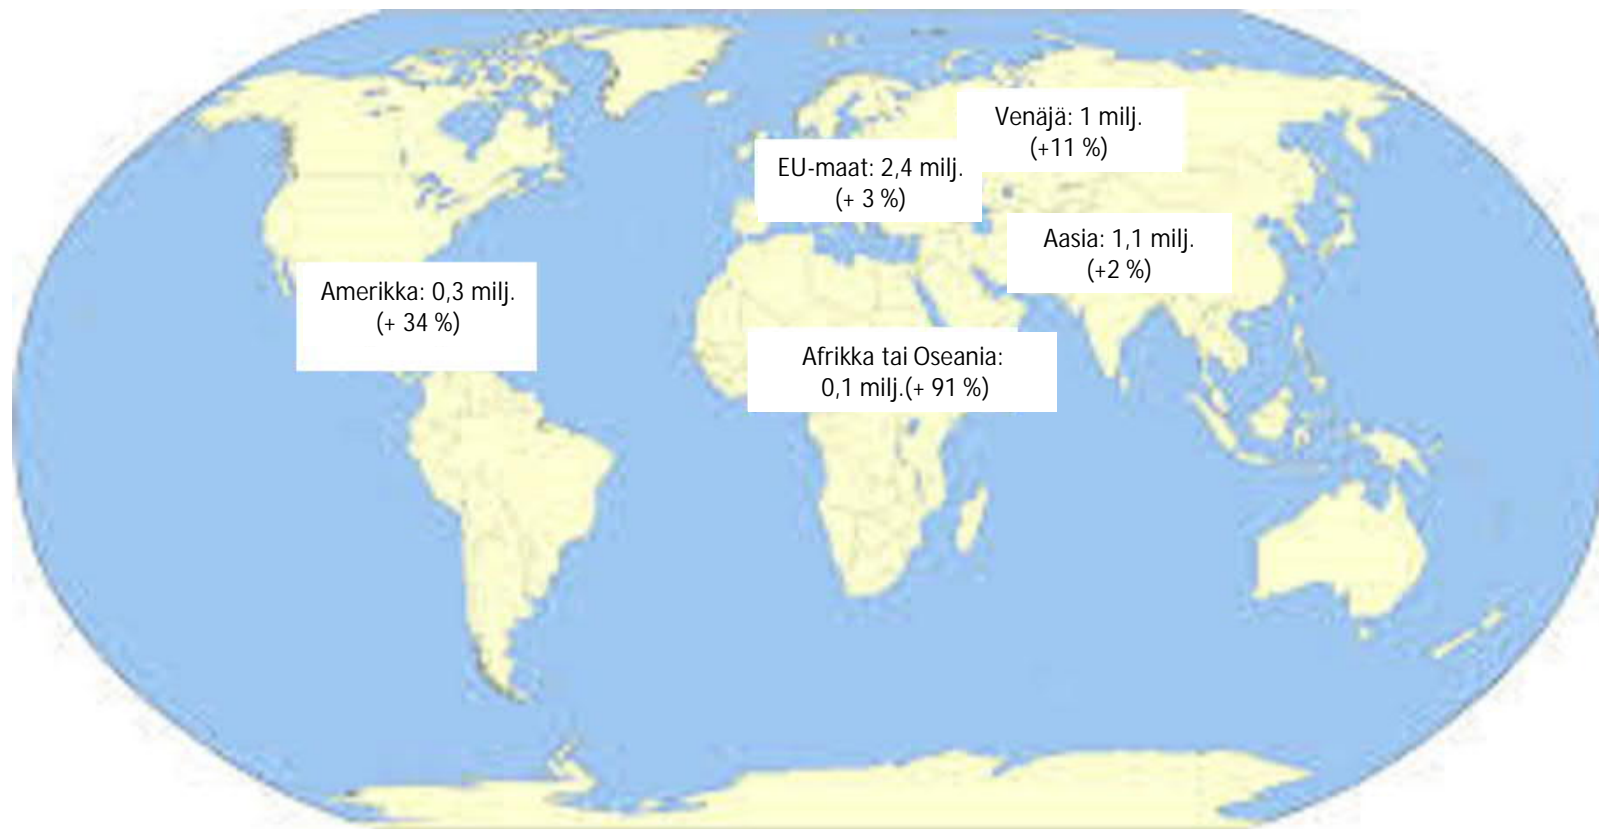 Venäjä: 1 milj.
(+11 %)
EU-maat: 2,4 milj.
(+ 3 %)
Aasia: 1,1 milj.
(+2 %)
Amerikka: 0,3 milj.
(+ 34 %)
Afrikka tai Oseania:
0,1 milj.(+ 91 %)